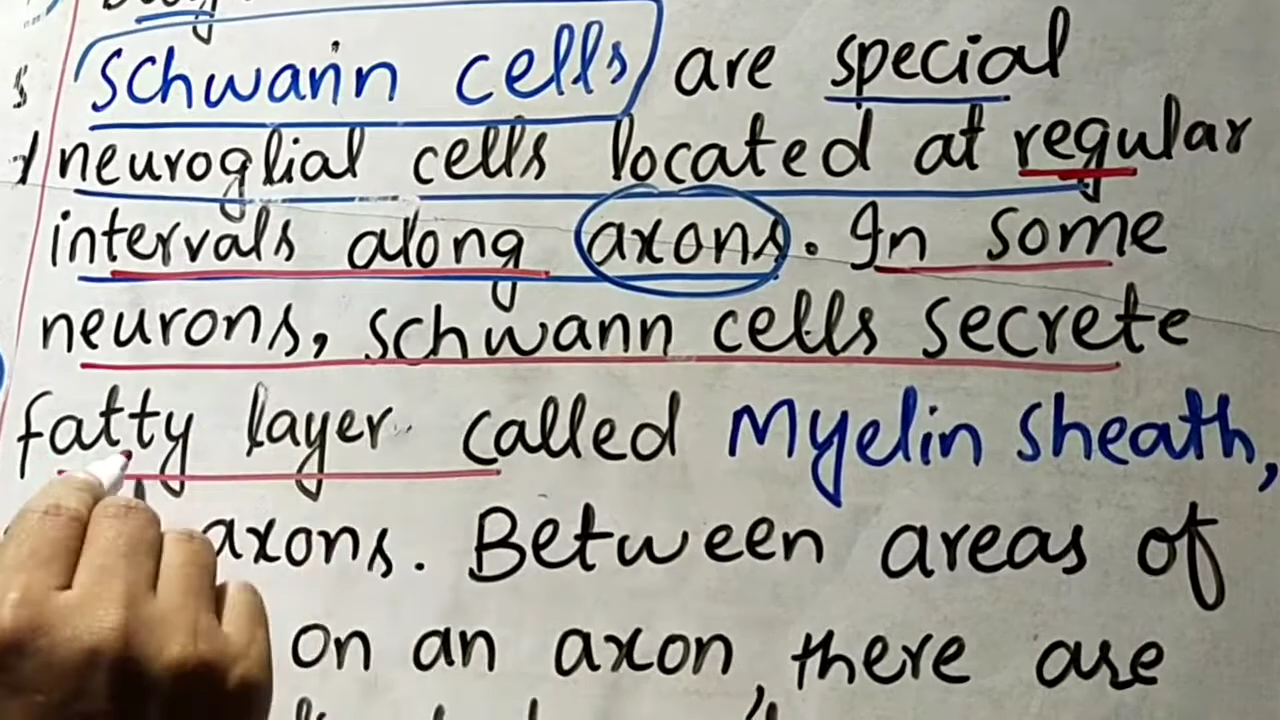 Schwann cells are special
neuroglial cells located at regular
intervals along axons. In some
neurons, schwann cells secrete
fatty layer called Myelin sheath,
axons. Between areas of
on an axon, there are